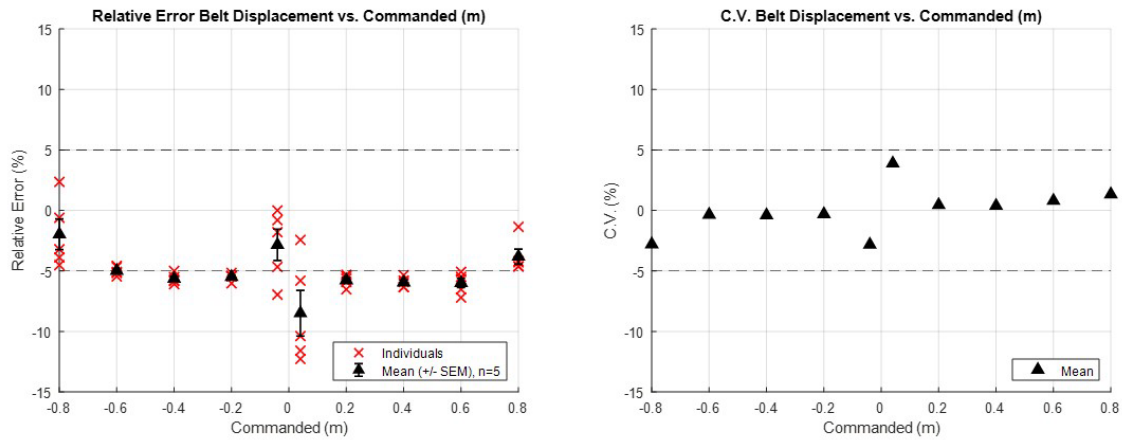 Relative Error Belt Displacement vs. Commanded (m)
15
10
5
0
-5
-10
-15
Relative Error (%)
Individuals
Mean (+/- SEM), n=5
-0.8 -0.6 -0.4 -0.2 0 0.2 0.4 0.6 0.8
Commanded (m)
C.V. Belt Displacement vs. Commanded (m)
15
10
5
0
-5
-10
-15
C.V. (%)
Mean
-0.8 -0.6 -0.4 -0.2 0 0.2 0.4 0.6 0.8
Commanded (m)